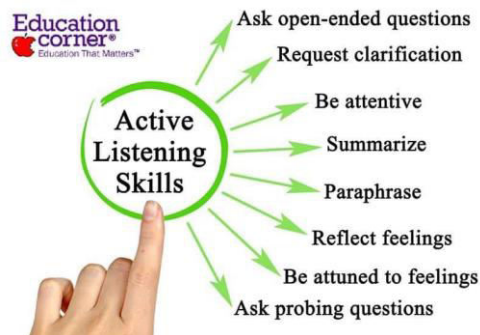 Education
corner®
Education That Matters™
Ask open-ended questions
Request clarification
Be attentive
Active
Listening
Skills
Summarize
Paraphrase
Reflect feelings
Be attuned to feelings
Ask probing questions